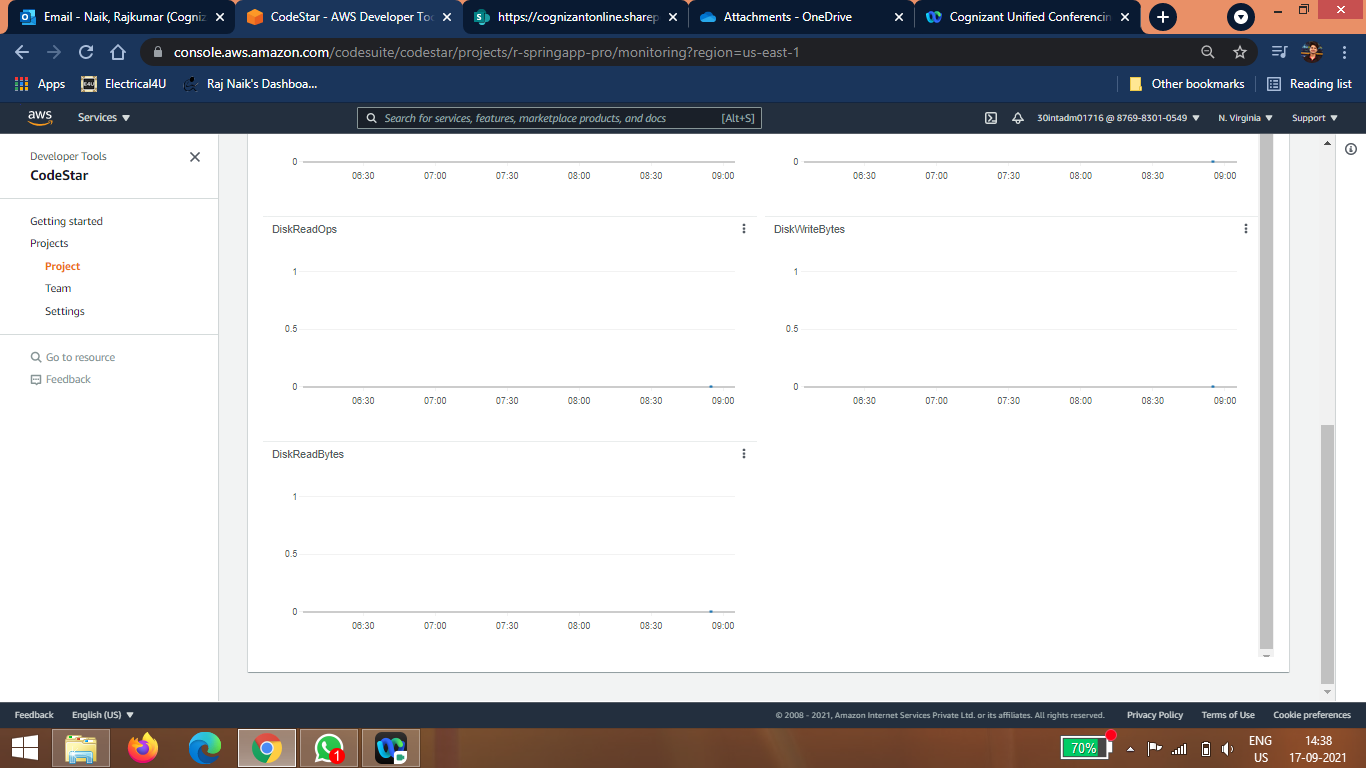 Email - Naik, Rajkumar (Cogniz
CodeStar - AWS Developer Too
https://cognizantonline.sharep
Attachments - OneDrive
Cognizant Unified Conferencin
console.aws.amazon.com/codesuite/codestar/projects/r-springapp-pro/monitoring?region=us-east-1
Apps
E4U
Electrical4U
Raj Naik's Dashboa...
Other bookmarks
Reading list
aws
Services
Search for services, features, marketplace products, and docs
[Alt+S]
30intadm01716 @ 8769-8301-0549
N. Virginia
Support
Developer Tools
CodeStar
Getting started
Projects
Project
Team
Settings
Go to resource
Feedback
0
06:30 07:00 07:30 08:00 08:30 09:00
0
06:30 07:00 07:30 08:00 08:30 09:00
DiskReadOps
1
0.5
0
06:30 07:00 07:30 08:00 08:30 09:00
DiskWriteBytes
1
0.5
0
06:30 07:00 07:30 08:00 08:30 09:00
DiskReadBytes
1
0.5
0
06:30 07:00 07:30 08:00 08:30 09:00
Feedback
English (US)
© 2008 - 2021, Amazon Internet Services Private Ltd. or its affiliates. All rights reserved.
Privacy Policy
Terms of Use
Cookie preferences
1
70%
ENG
US
14:38
17-09-2021